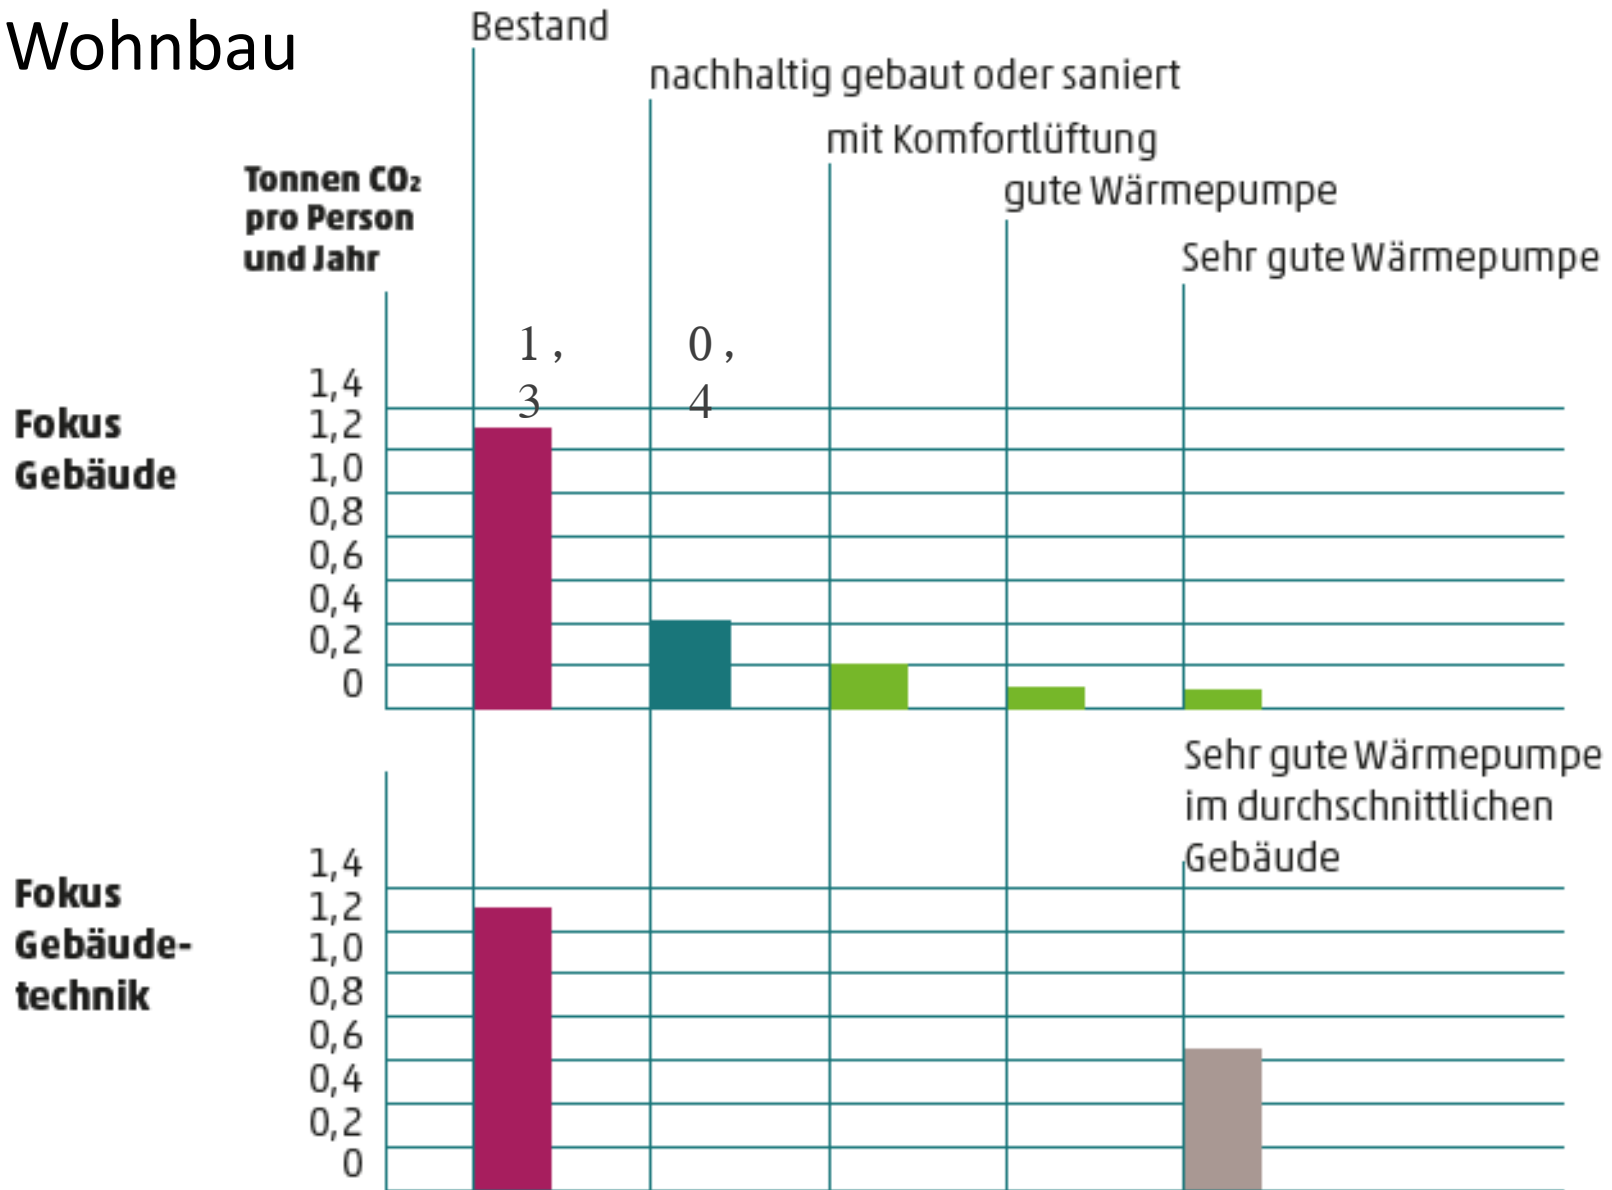 Wohnbau
Bestand
nachhaltig gebaut oder saniert
mit Komfortlüftung
gute Wärmepumpe
Sehr gute Wärmepumpe
Tonnen CO₂
pro Person
und Jahr
1,
3
0,
4
Fokus
Gebäude
1,4
1,2
1,0
0,8
0,6
0,4
0,2
0
Sehr gute Wärmepumpe
im durchschnittlichen
Gebäude
Fokus
Gebäude-
technik
1,4
1,2
1,0
0,8
0,6
0,4
0,2
0